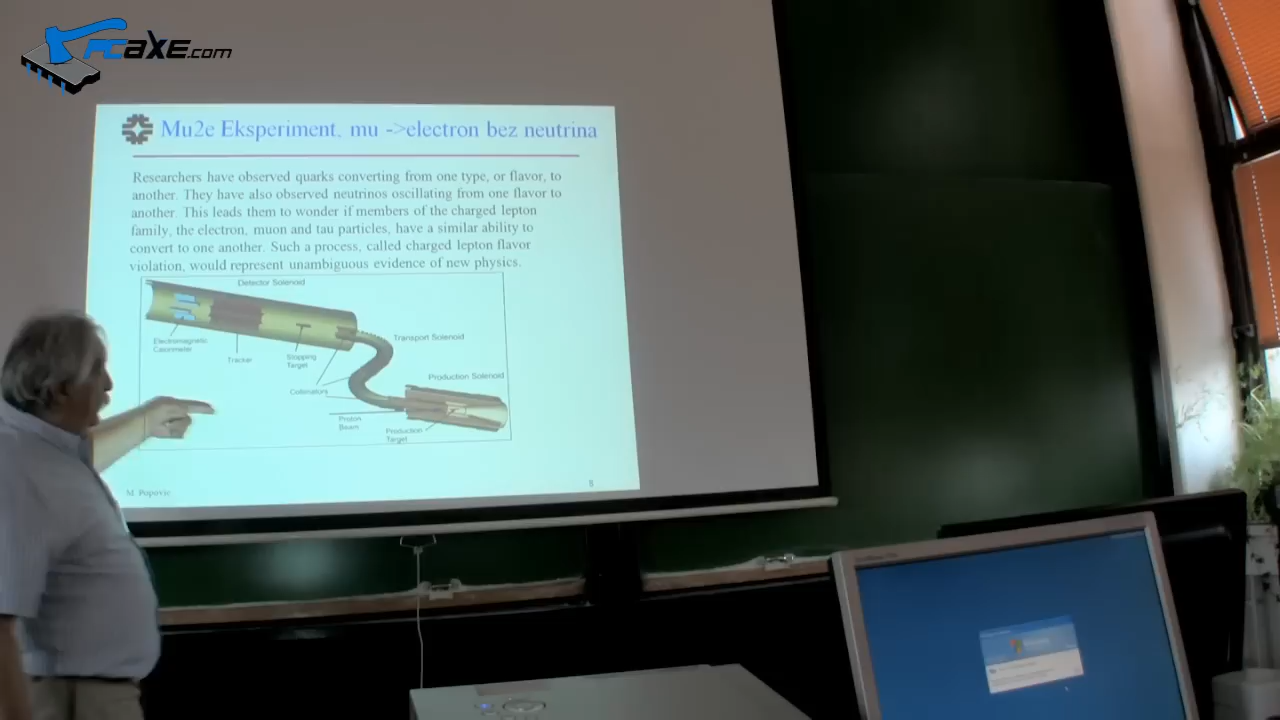 PCAXE.com
Mu2e Eksperiment, mu ->electron bez neutrina
Researchers have observed quarks converting from one type, or flavor, to
another. They have also observed neutrinos oscillating from one flavor to
another. This leads them to wonder if members of the charged lepton
family, the electron, muon and tau particles, have a similar ability to
convert to one another. Such a process, called charged lepton flavor
violation, would represent unambiguous evidence of new physics.
Detector Solenoid
Electromagnetic
Calorimeter
Tracker
Stopping
Target
Transport Solenoid
Collimators
Production Solenoid
Proton
Beam
Production
Target
M. Popovic